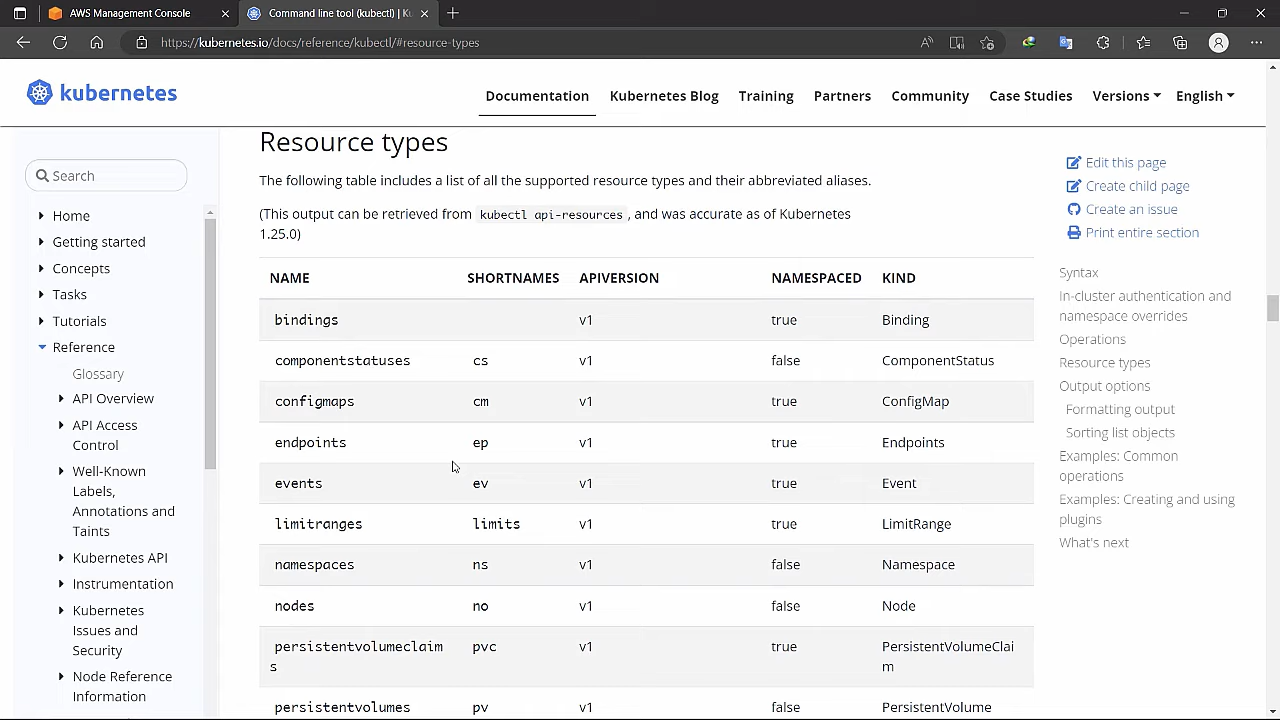 AWS Management Console
Command line tool (kubectl) | Ku
https://kubernetes.io/docs/reference/kubectl/#resource-types
kubernetes
Documentation
Kubernetes Blog
Training
Partners
Community
Case Studies
Versions
English
Search
Home
Getting started
Concepts
Tasks
Tutorials
Reference
Glossary
API Overview
API Access
Control
Well-Known
Labels,
Annotations and
Taints
Kubernetes API
Instrumentation
Kubernetes
Issues and
Security
Node Reference
Information
Resource types
The following table includes a list of all the supported resource types and their abbreviated aliases.
(This output can be retrieved from kubectl api-resources, and was accurate as of Kubernetes
1.25.0)
NAME SHORTNAMES APIVERSION NAMESPACED KIND
bindings v1 true Binding
componentstatuses cs v1 false ComponentStatus
configmaps cm v1 true ConfigMap
endpoints ep v1 true Endpoints
events ev v1 true Event
limitranges limits v1 true LimitRange
namespaces ns v1 false Namespace
nodes no v1 false Node
persistentvolumeclaim pvc v1 true PersistentVolumeClai
s m
persistentvolumes pv v1 false PersistentVolume
Edit this page
Create child page
Create an issue
Print entire section
Syntax
In-cluster authentication and
namespace overrides
Operations
Resource types
Output options
Formatting output
Sorting list objects
Examples: Common
operations
Examples: Creating and using
plugins
What's next